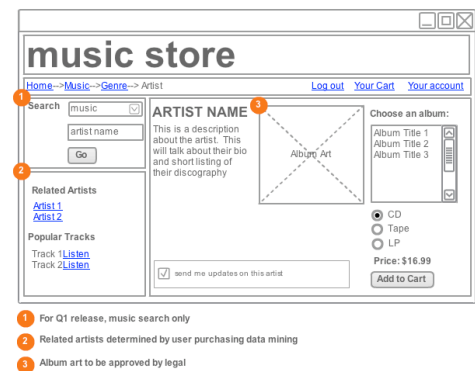 music store
Home-->Music-->Genre--> Artist
Log out Your Cart Your account
1
Search
music
artist name
Go
2
Related Artists
Artist 1
Artist 2
Popular Tracks
Track 1Listen
Track 2Listen
ARTIST NAME
This is a description
about the artist. This
will talk about their bio
and short listing of
their discography
3
Album Art
send me updates on this artist
Choose an album:
Album Title 1
Album Title 2
Album Title 3
CD
Tape
LP
Price: $16.99
Add to Cart
1 For Q1 release, music search only
2 Related artists determined by user purchasing data mining
3 Album art to be approved by legal